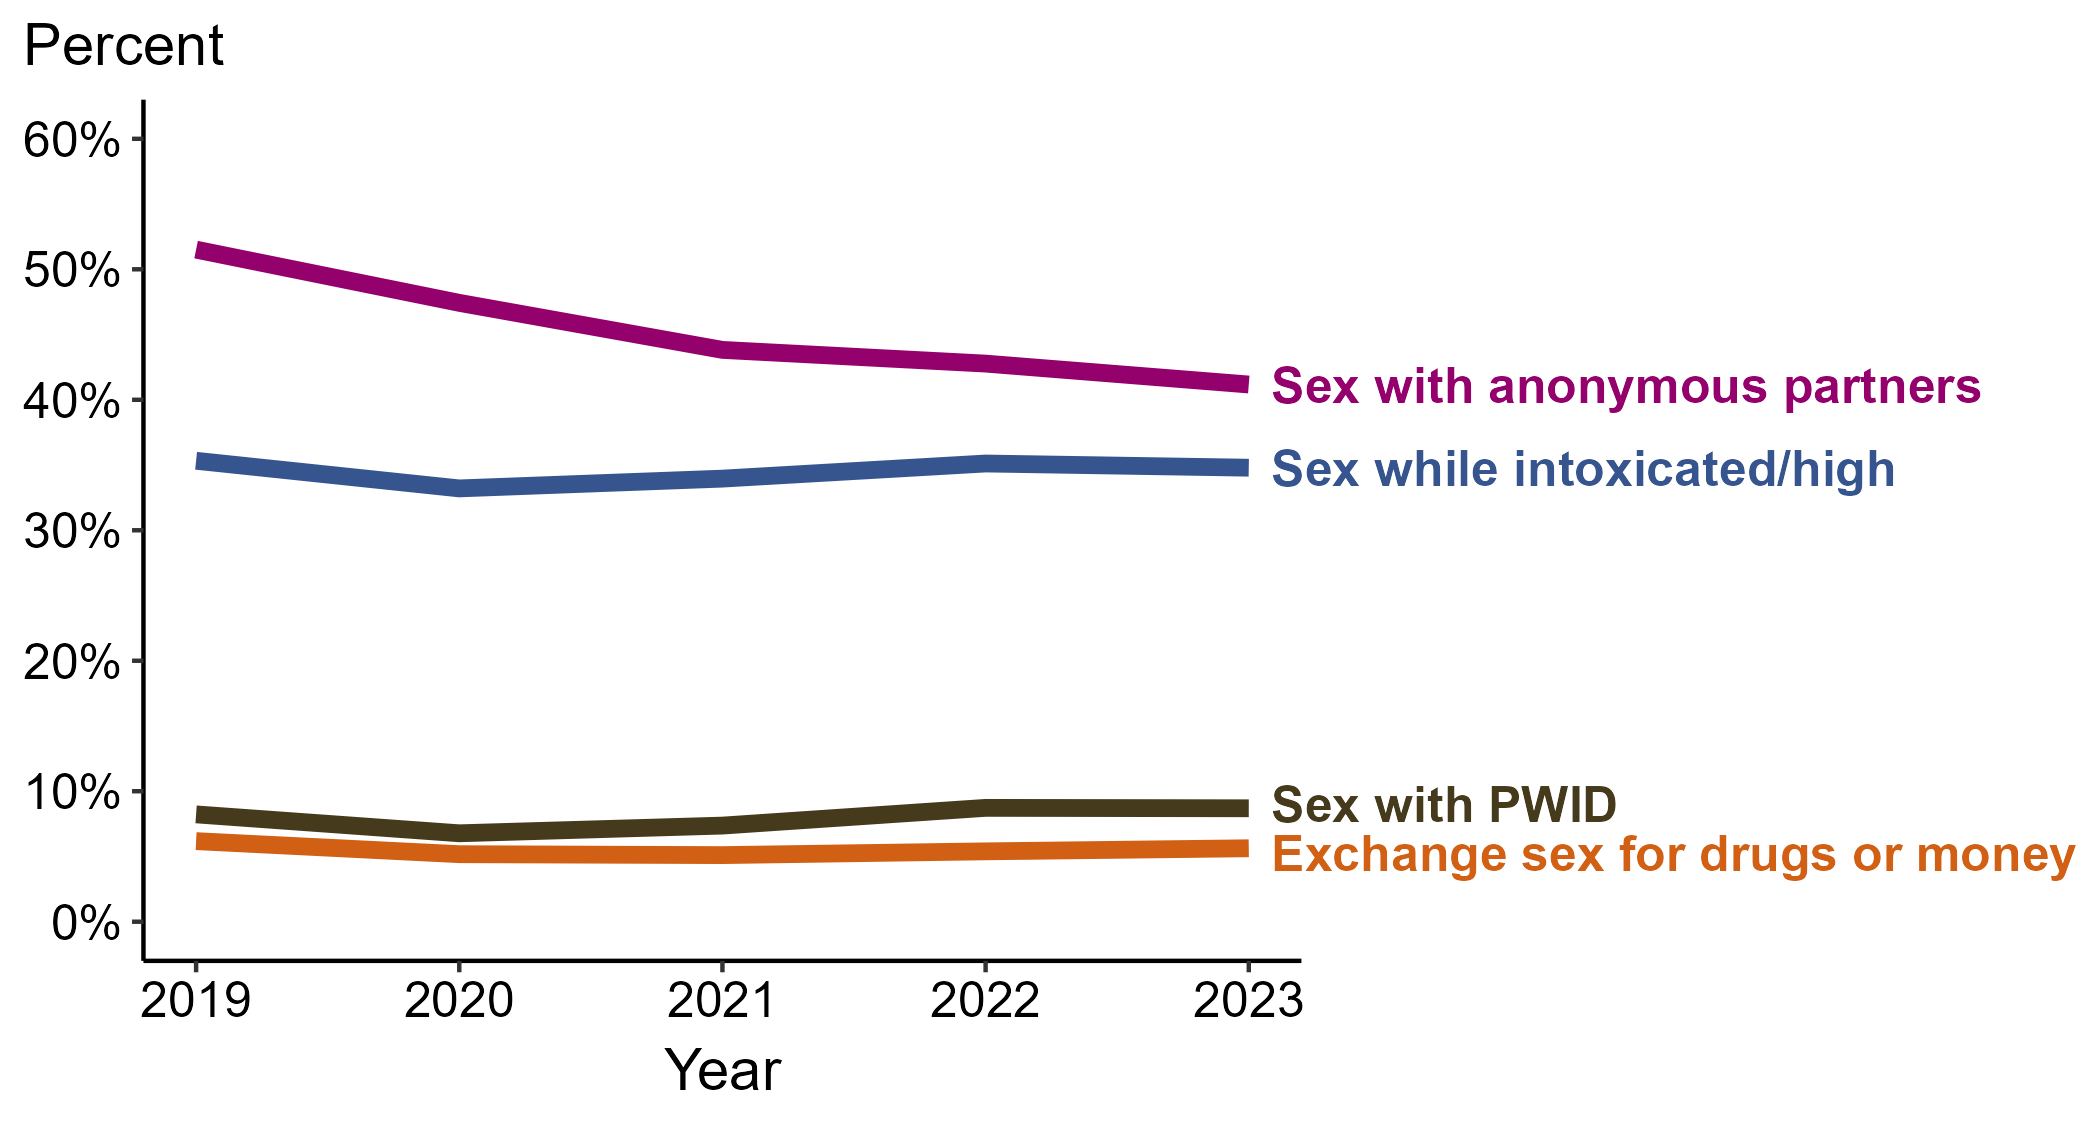 Percent
60%
50%
40%
30%
20%
10%
0%
Sex with anonymous partners
Sex while intoxicated/high
Sex with PWID
Exchange sex for drugs or money
2019 2020 2021 2022 2023
Year